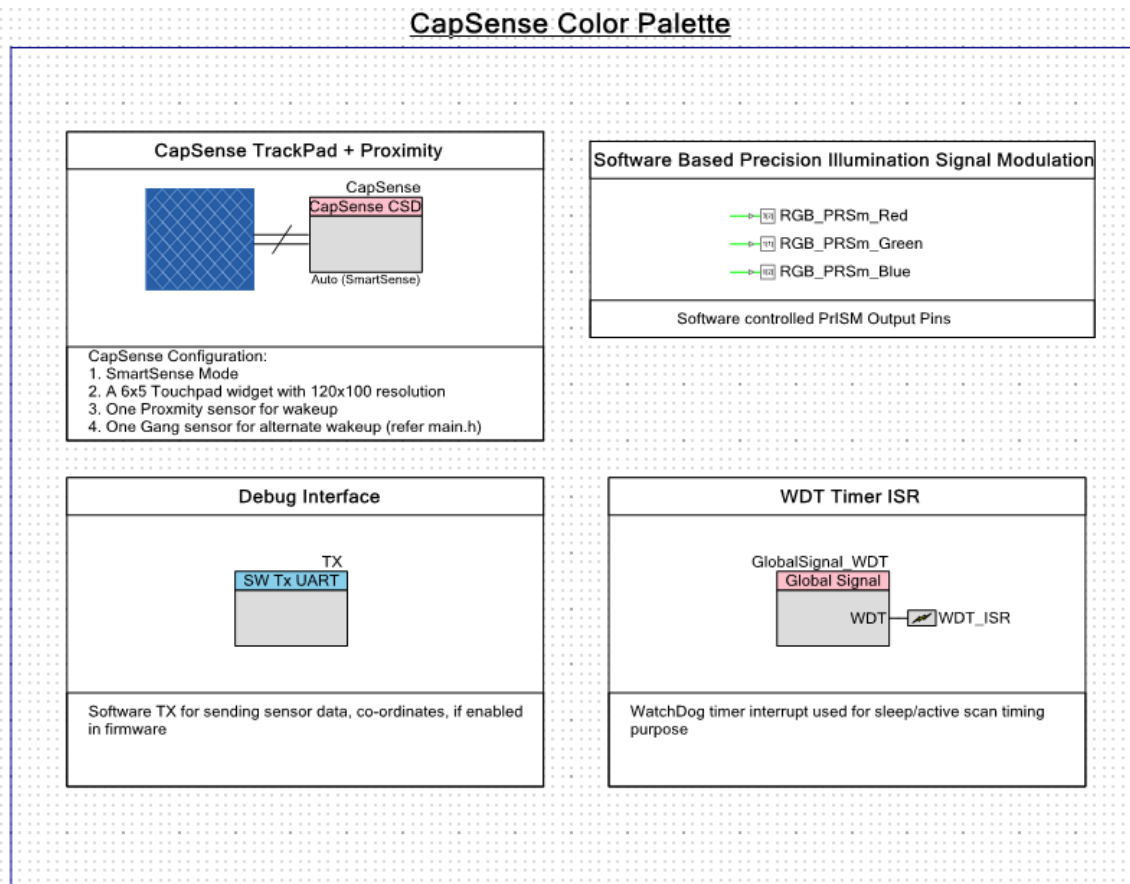 CapSense Color Palette
CapSense TrackPad + Proximity
CapSense
CapSense CSD
Auto (SmartSense)
CapSense Configuration:
1. SmartSense Mode
2. A 6x5 Touchpad widget with 120x100 resolution
3. One Proxmity sensor for wakeup
4. One Gang sensor for alternate wakeup (refer main.h)
Software Based Precision Illumination Signal Modulation
RGB_PRSm_Red
RGB_PRSm_Green
RGB_PRSm_Blue
Software controlled PrISM Output Pins
Debug Interface
TX
SW Tx UART
Software TX for sending sensor data, co-ordinates, if enabled
in firmware
WDT Timer ISR
GlobalSignal_WDT
Global Signal
WDT
WDT_ISR
WatchDog timer interrupt used for sleep/active scan timing
purpose